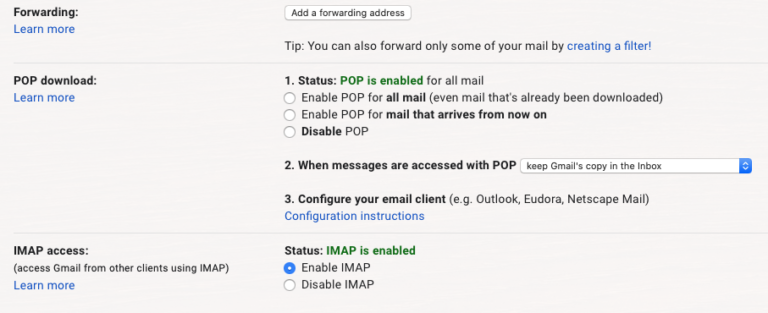 Forwarding:
Add a forwarding address
Learn more
Tip: You can also forward only some of your mail by creating a filter!
POP download:
1. Status: POP is enabled for all mail
Learn more
Enable POP for all mail (even mail that's already been downloaded)
Enable POP for mail that arrives from now on
Disable POP
2. When messages are accessed with POP keep Gmail's copy in the Inbox
3. Configure your email client (e.g. Outlook, Eudora, Netscape Mail)
Configuration instructions
IMAP access:
Status: IMAP is enabled
(access Gmail from other clients using IMAP)
Enable IMAP
Learn more
Disable IMAP